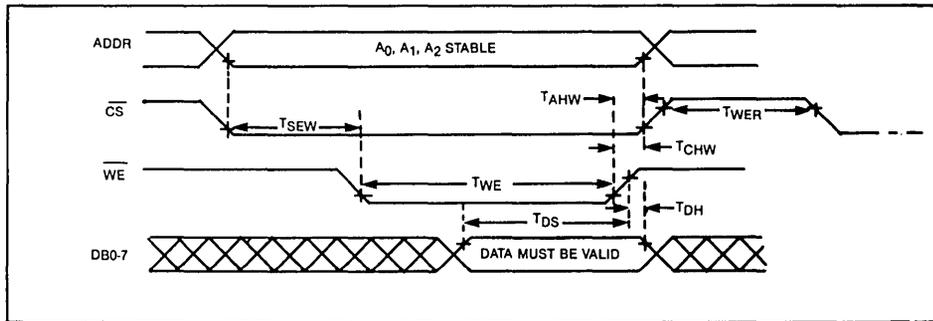 ADDR
A0, A1, A2 STABLE
TAHW
CS
TSEW
TWER
TCHW
WE
TWE
TDS
TDH
DB0-7
DATA MUST BE VALID